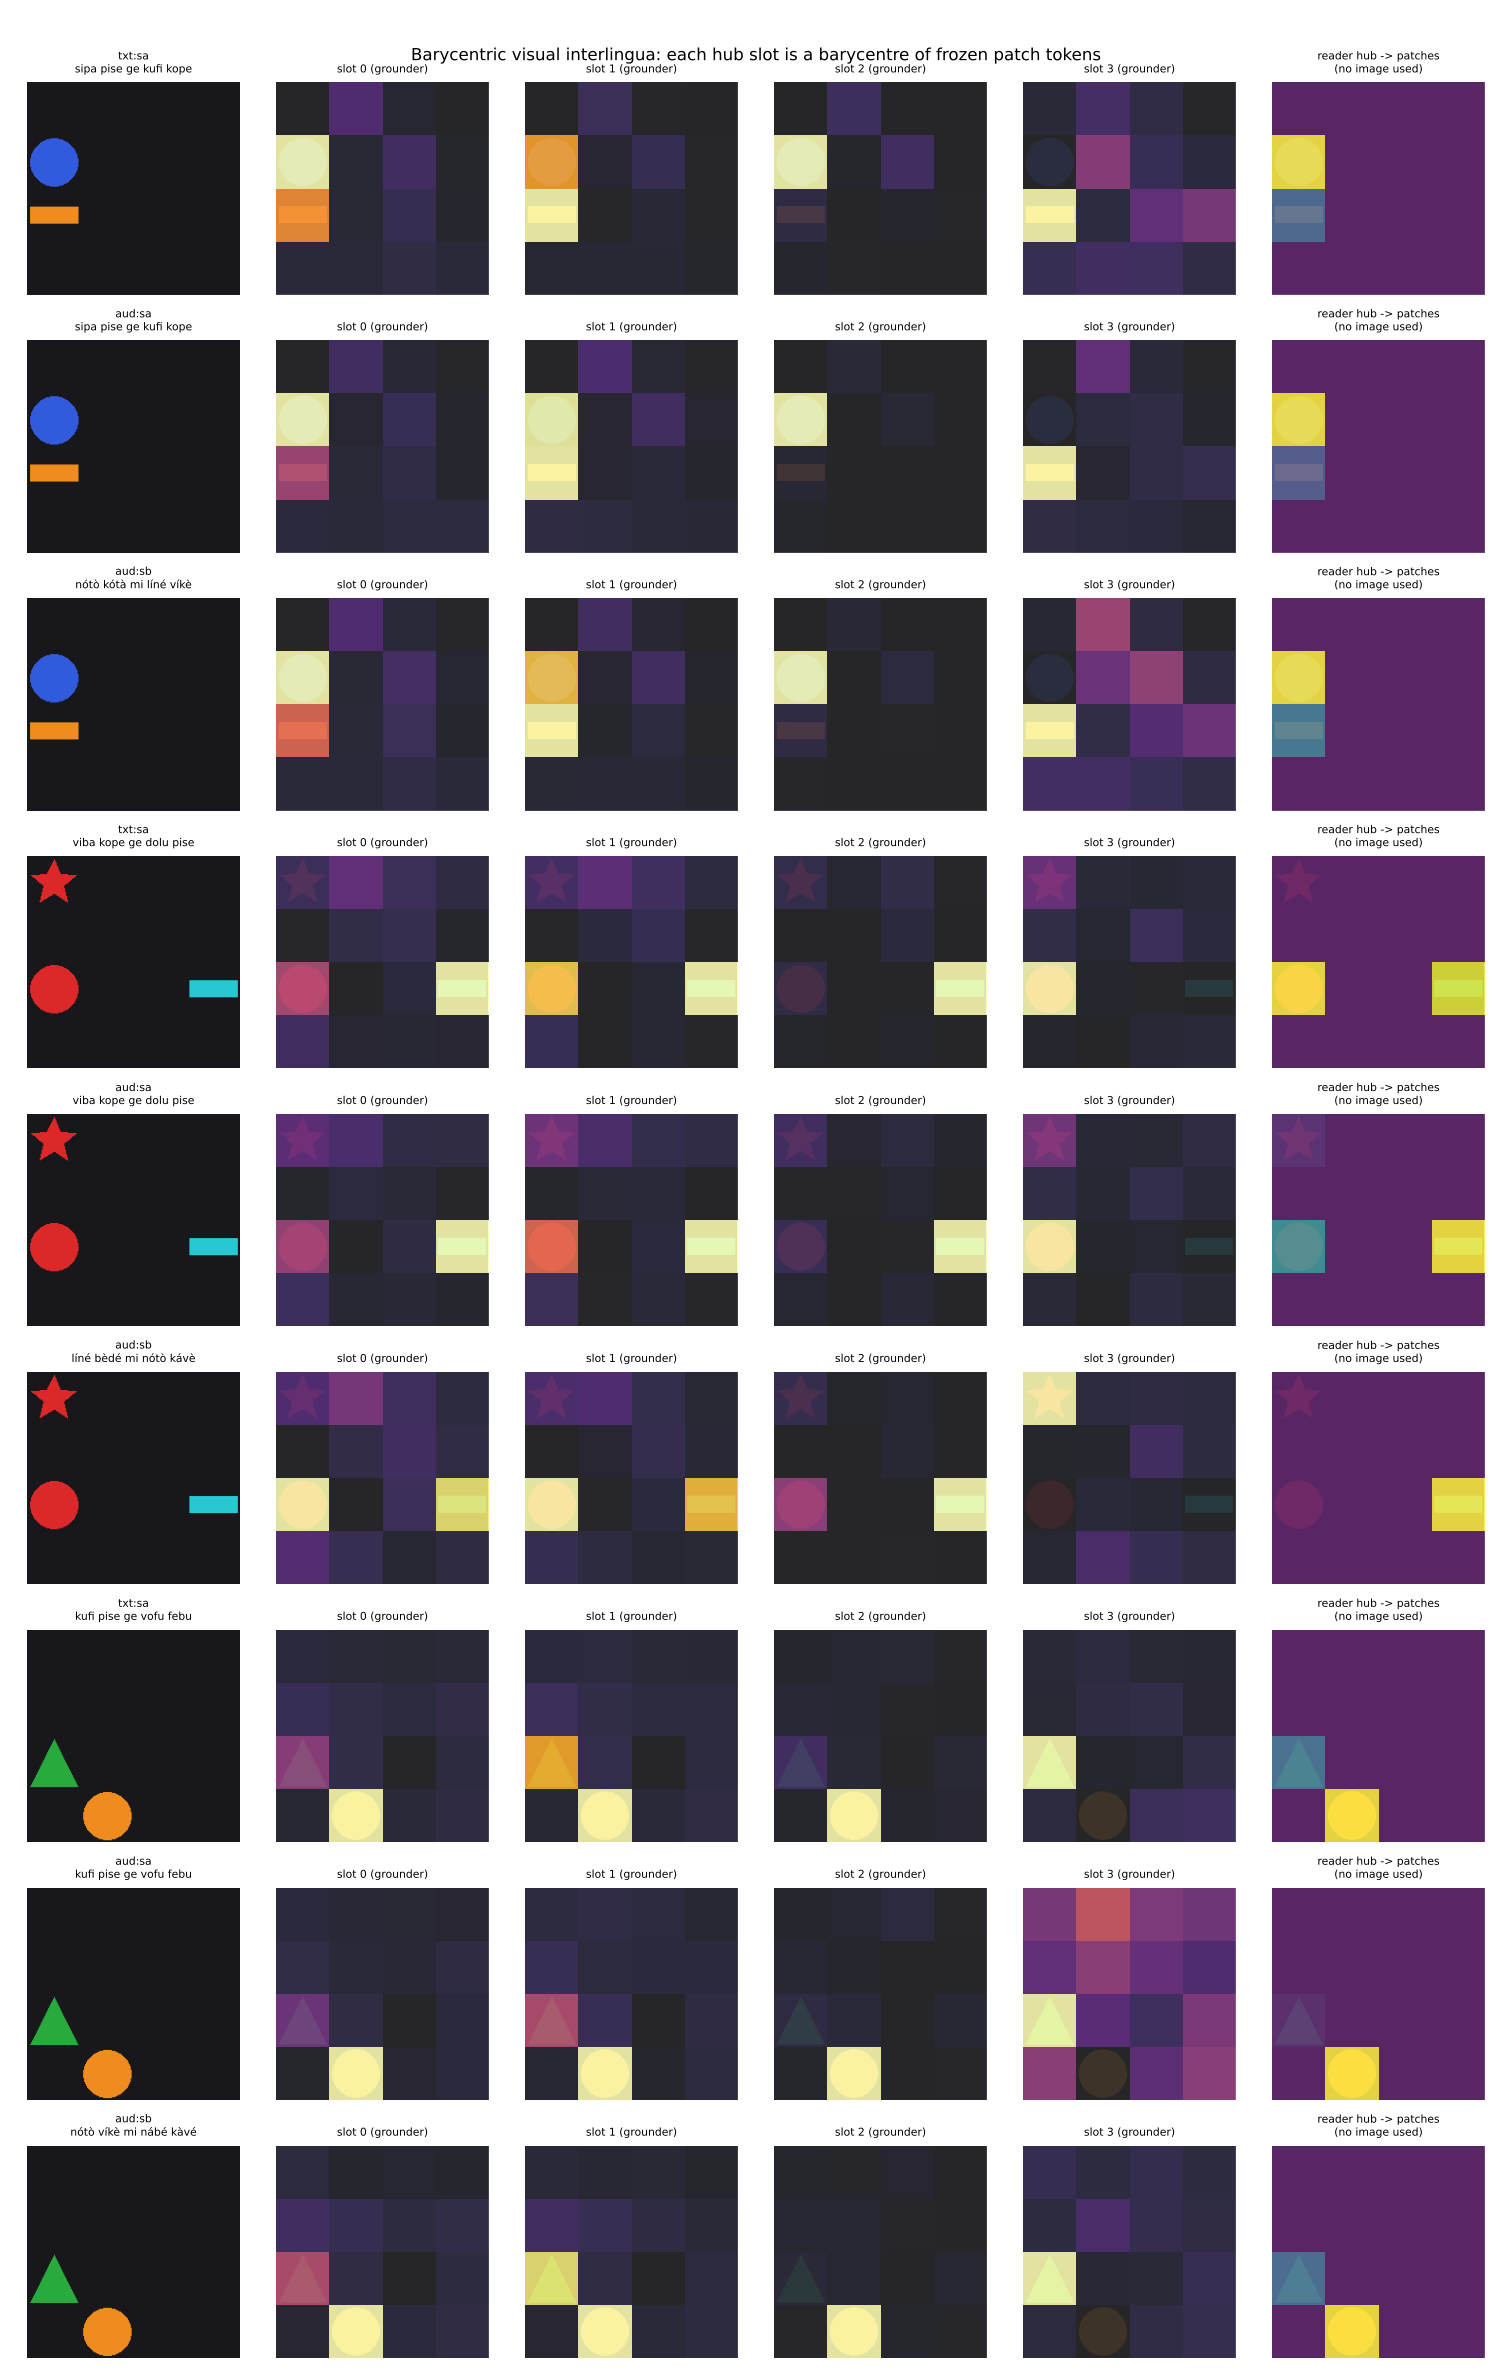 Barycentric visual interlingua: each hub slot is a barycentre of frozen patch tokens
txt:sa
sipa pise ge kufi kope
slot 0 (grounder)
slot 1 (grounder)
slot 2 (grounder)
slot 3 (grounder)
reader hub -> patches
(no image used)
aud:sa
sipa pise ge kufi kope
slot 0 (grounder)
slot 1 (grounder)
slot 2 (grounder)
slot 3 (grounder)
reader hub -> patches
(no image used)
aud:sb
nótò kótà mi líné víkè
slot 0 (grounder)
slot 1 (grounder)
slot 2 (grounder)
slot 3 (grounder)
reader hub -> patches
(no image used)
txt:sa
viba kope ge dolu pise
slot 0 (grounder)
slot 1 (grounder)
slot 2 (grounder)
slot 3 (grounder)
reader hub -> patches
(no image used)
aud:sa
viba kope ge dolu pise
slot 0 (grounder)
slot 1 (grounder)
slot 2 (grounder)
slot 3 (grounder)
reader hub -> patches
(no image used)
aud:sb
líné bèdé mi nótò kávè
slot 0 (grounder)
slot 1 (grounder)
slot 2 (grounder)
slot 3 (grounder)
reader hub -> patches
(no image used)
txt:sa
kufi pise ge vofu febu
slot 0 (grounder)
slot 1 (grounder)
slot 2 (grounder)
slot 3 (grounder)
reader hub -> patches
(no image used)
aud:sa
kufi pise ge vofu febu
slot 0 (grounder)
slot 1 (grounder)
slot 2 (grounder)
slot 3 (grounder)
reader hub -> patches
(no image used)
aud:sb
nótò víkè mi nábé kàvé
slot 0 (grounder)
slot 1 (grounder)
slot 2 (grounder)
slot 3 (grounder)
reader hub -> patches
(no image used)